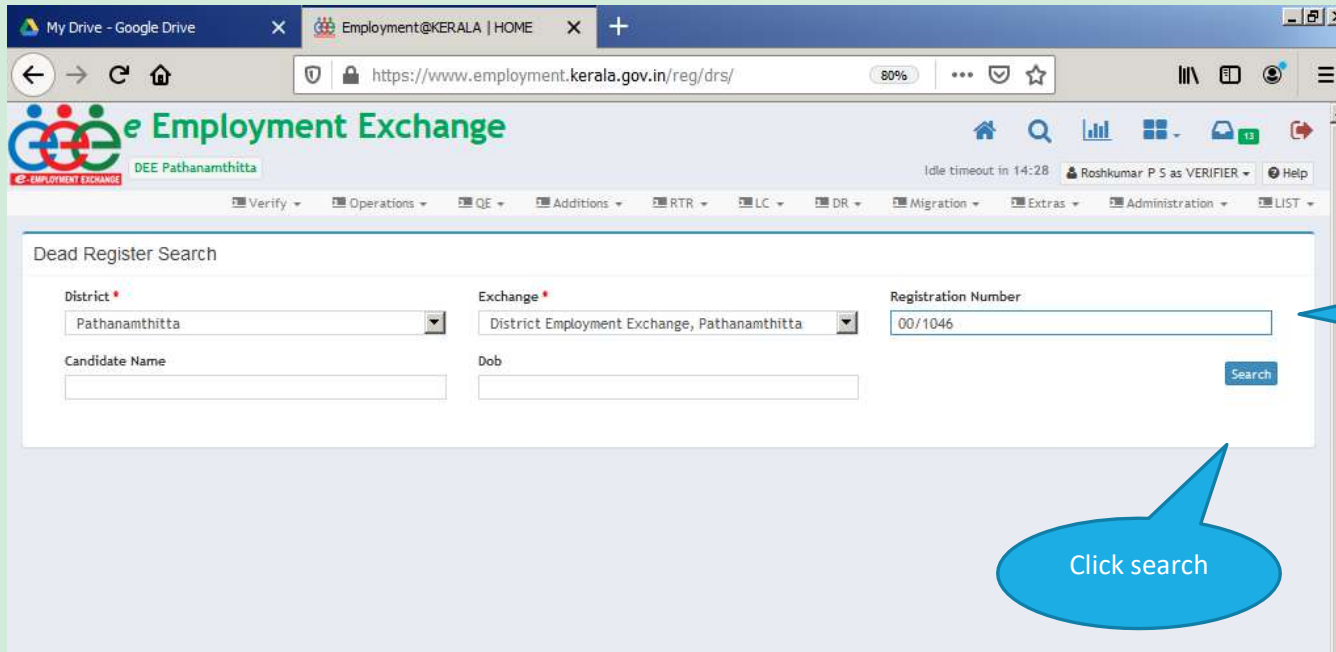 My Drive - Google Drive
Employment@KERALA | HOME
https://www.employment.kerala.gov.in/reg/drs/
80%
e Employment Exchange
e-EMPLOYMENT EXCHANGE
DEE Pathanamthitta
13
Idle timeout in 14:28
Roshkumar P S as VERIFIER
Help
Verify Operations QE Additions RTR LC DR Migration Extras Administration LIST
Dead Register Search
District * Exchange * Registration Number
Pathanamthitta District Employment Exchange, Pathanamthitta 00/1046
Candidate Name Dob
Search
Click search